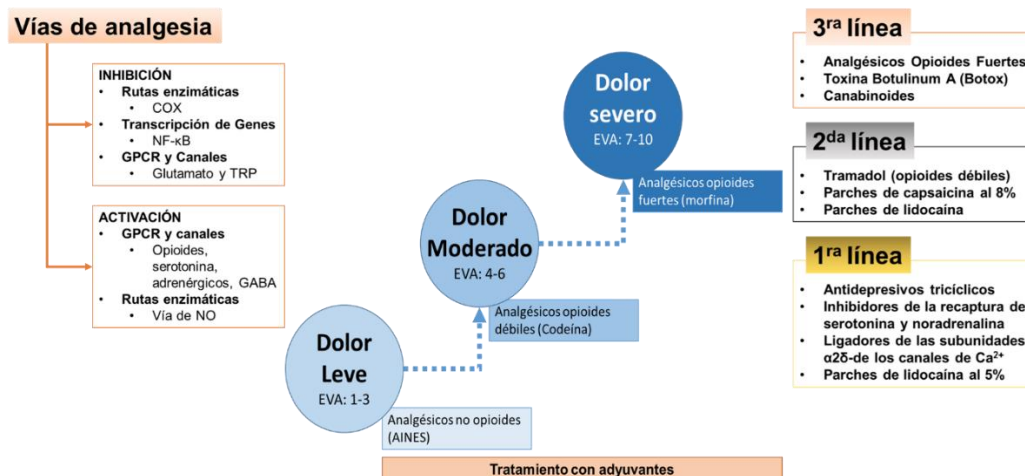 Vías de analgesia
INHIBICIÓN
• Rutas enzimáticas
• COX
• Transcripción de Genes
• NF-κB
• GPCR y Canales
• Glutamato y TRP
ACTIVACIÓN
• GPCR y canales
• Opioides,
serotonina,
adrenérgicos, GABA
• Rutas enzimáticas
• Vía de NO
Dolor
Leve
EVA: 1-3
Analgésicos no opioides
(AINES)
Dolor
Moderado
EVA: 4-6
Analgésicos opioides
débiles (Codeína)
Dolor
severo
EVA: 7-10
Analgésicos opioides
fuertes (morfina)
Tratamiento con adyuvantes
3ra línea
• Analgésicos Opioides Fuertes
• Toxina Botulinum A (Botox)
• Canabinoides
2da línea
• Tramadol (opioides débiles)
• Parches de capsaicina al 8%
• Parches de lidocaína
1ra línea
• Antidepresivos tricíclicos
• Inhibidores de la recaptura de
serotonina y noradrenalina
• Ligadores de las subunidades
α2δ-de los canales de Ca²⁺
• Parches de lidocaína al 5%